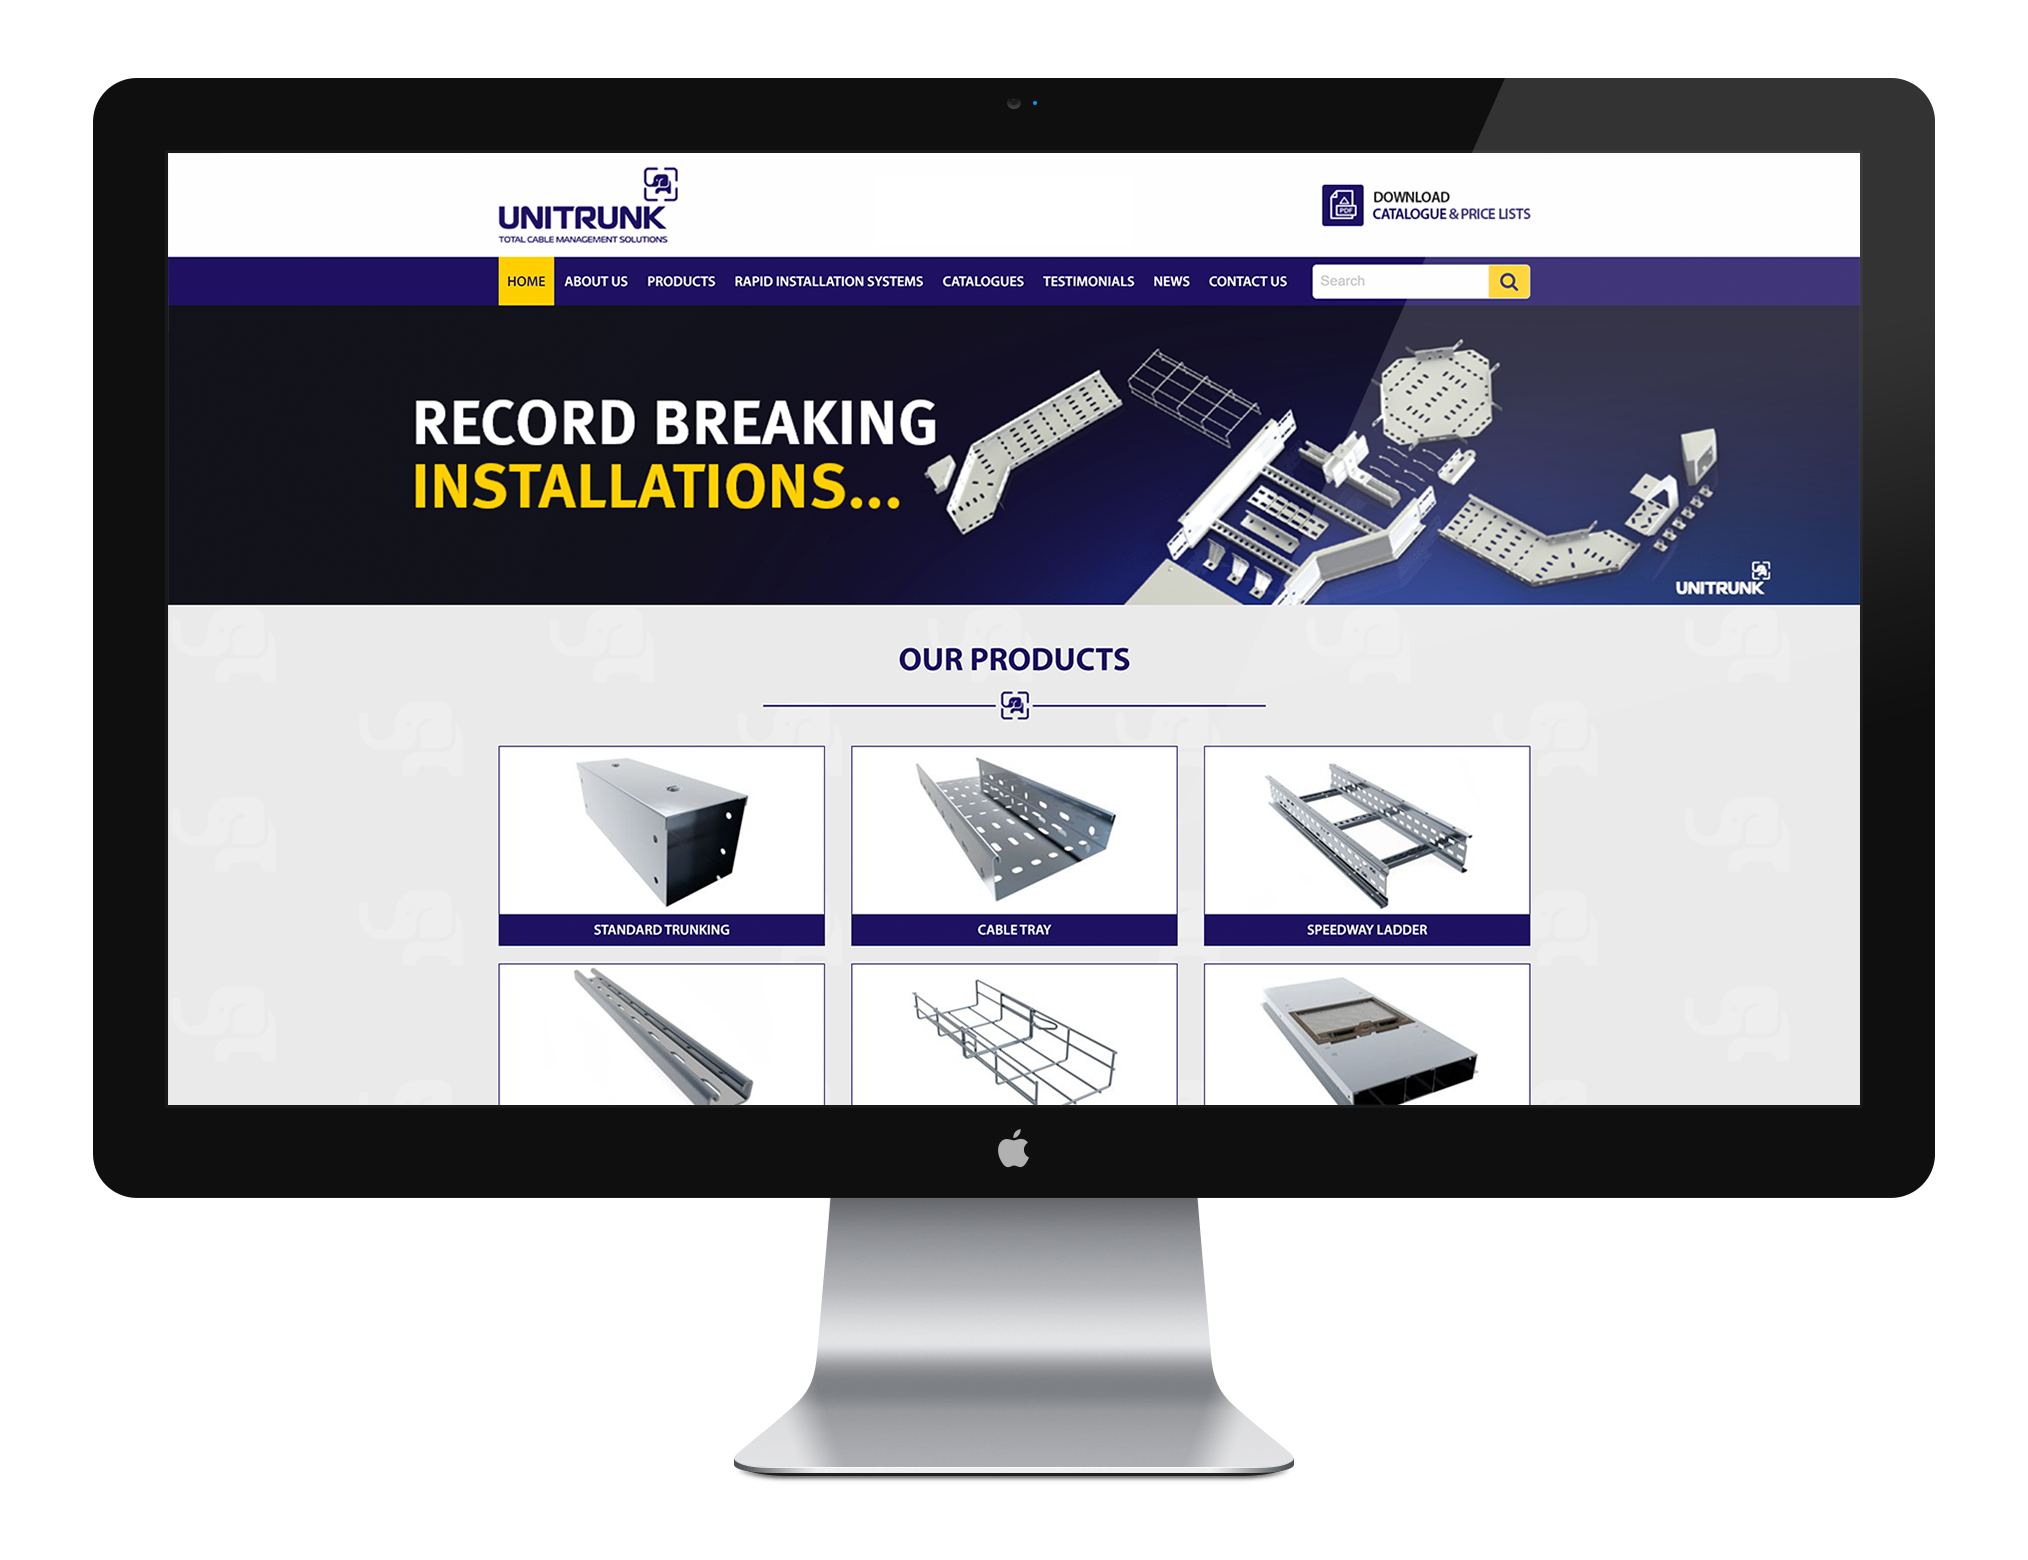 UNITRUNK
TOTAL CABLE MANAGEMENT SOLUTIONS
PDF
DOWNLOAD
CATALOGUE & PRICE LISTS
HOME ABOUT US PRODUCTS RAPID INSTALLATION SYSTEMS CATALOGUES TESTIMONIALS NEWS CONTACT US Search
RECORD BREAKING
INSTALLATIONS...
UNITRUNK
OUR PRODUCTS
STANDARD TRUNKING CABLE TRAY SPEEDWAY LADDER